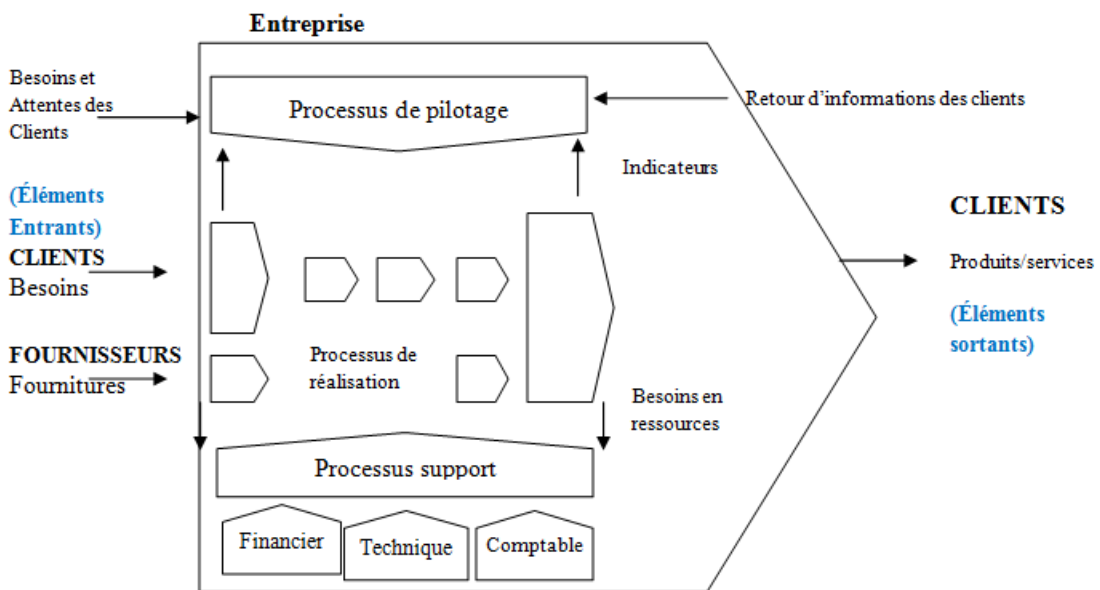 Entreprise
Besoins et
Attentes des
Clients
Processus de pilotage
Retour d'informations des clients
Indicateurs
(Éléments
Entrants)
CLIENTS
Besoins
CLIENTS
Produits/services
(Éléments
sortants)
FOURNISSEURS
Fournitures
Processus de
réalisation
Besoins en
ressources
Processus support
Financier
Technique
Comptable